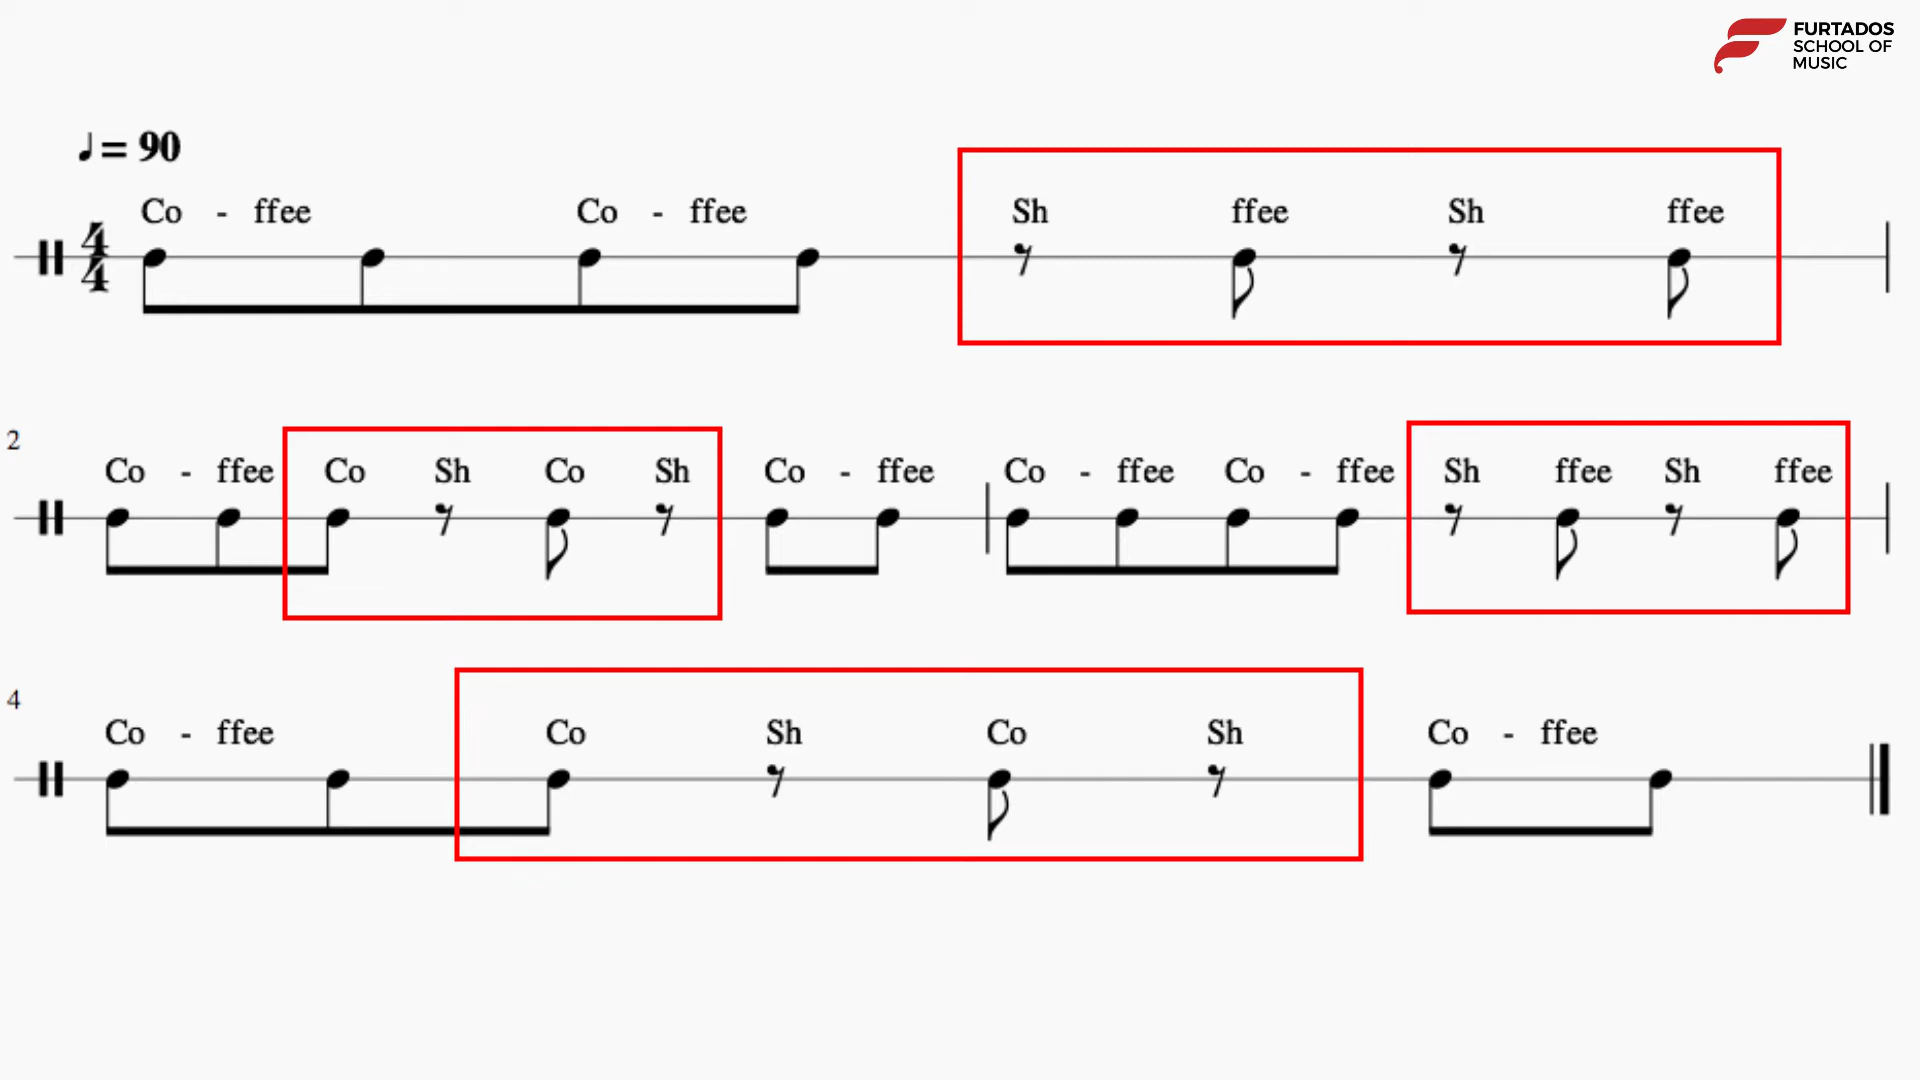 FURTADOS
SCHOOL OF
MUSIC
♩= 90
Co - ffee Co - ffee Sh ffee Sh ffee
4
4
2
Co - ffee Co Sh Co Sh Co - ffee Co - ffee Co - ffee Sh ffee Sh ffee
4
Co - ffee Co Sh Co Sh Co - ffee